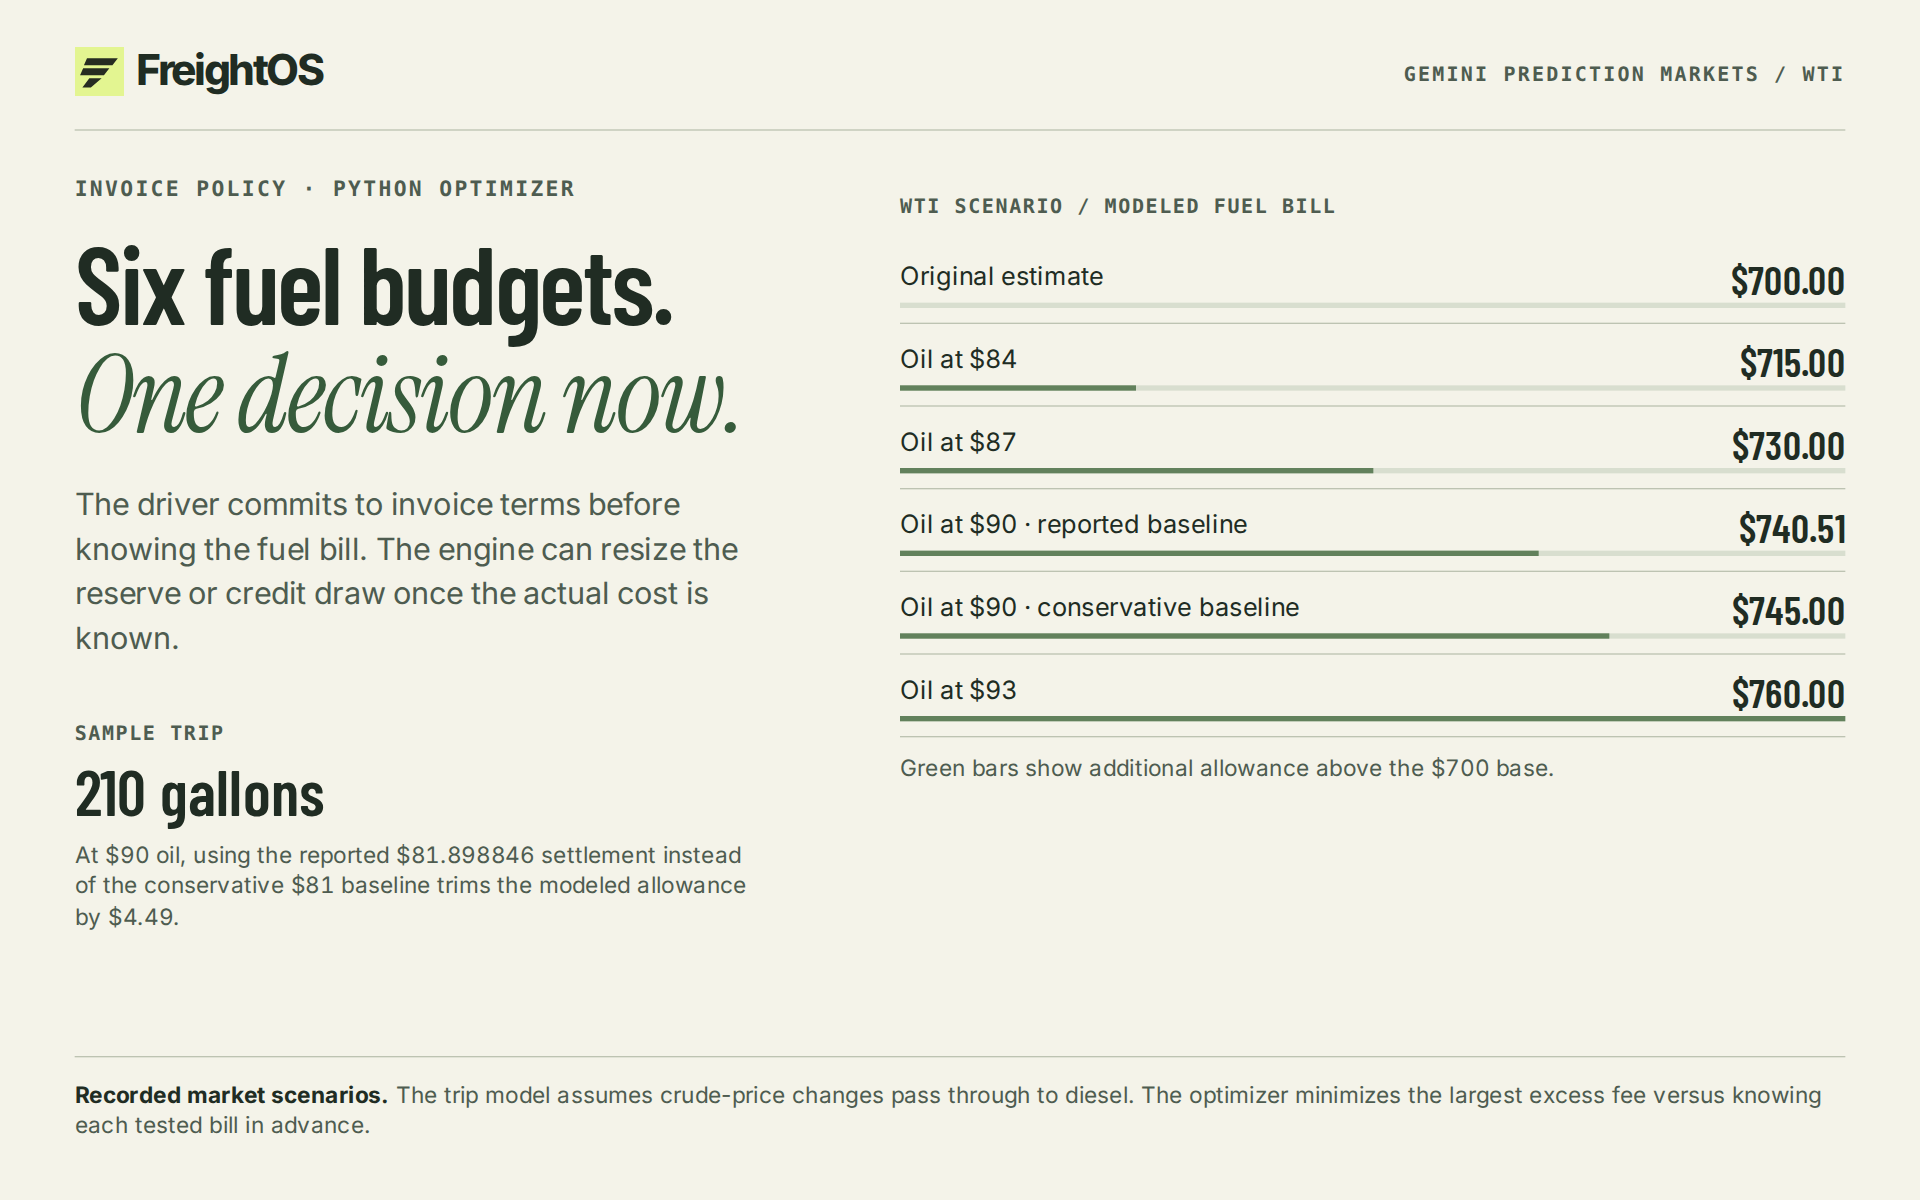 FreightOS
GEMINI PREDICTION MARKETS / WTI
INVOICE POLICY · PYTHON OPTIMIZER
Six fuel budgets.
One decision now.
The driver commits to invoice terms before
knowing the fuel bill. The engine can resize the
reserve or credit draw once the actual cost is
known.
SAMPLE TRIP
210 gallons
At $90 oil, using the reported $81.898846 settlement instead
of the conservative $81 baseline trims the modeled allowance
by $4.49.
WTI SCENARIO / MODELED FUEL BILL
Original estimate $700.00
Oil at $84 $715.00
Oil at $87 $730.00
Oil at $90 · reported baseline $740.51
Oil at $90 · conservative baseline $745.00
Oil at $93 $760.00
Green bars show additional allowance above the $700 base.
Recorded market scenarios. The trip model assumes crude-price changes pass through to diesel. The optimizer minimizes the largest excess fee versus knowing
each tested bill in advance.